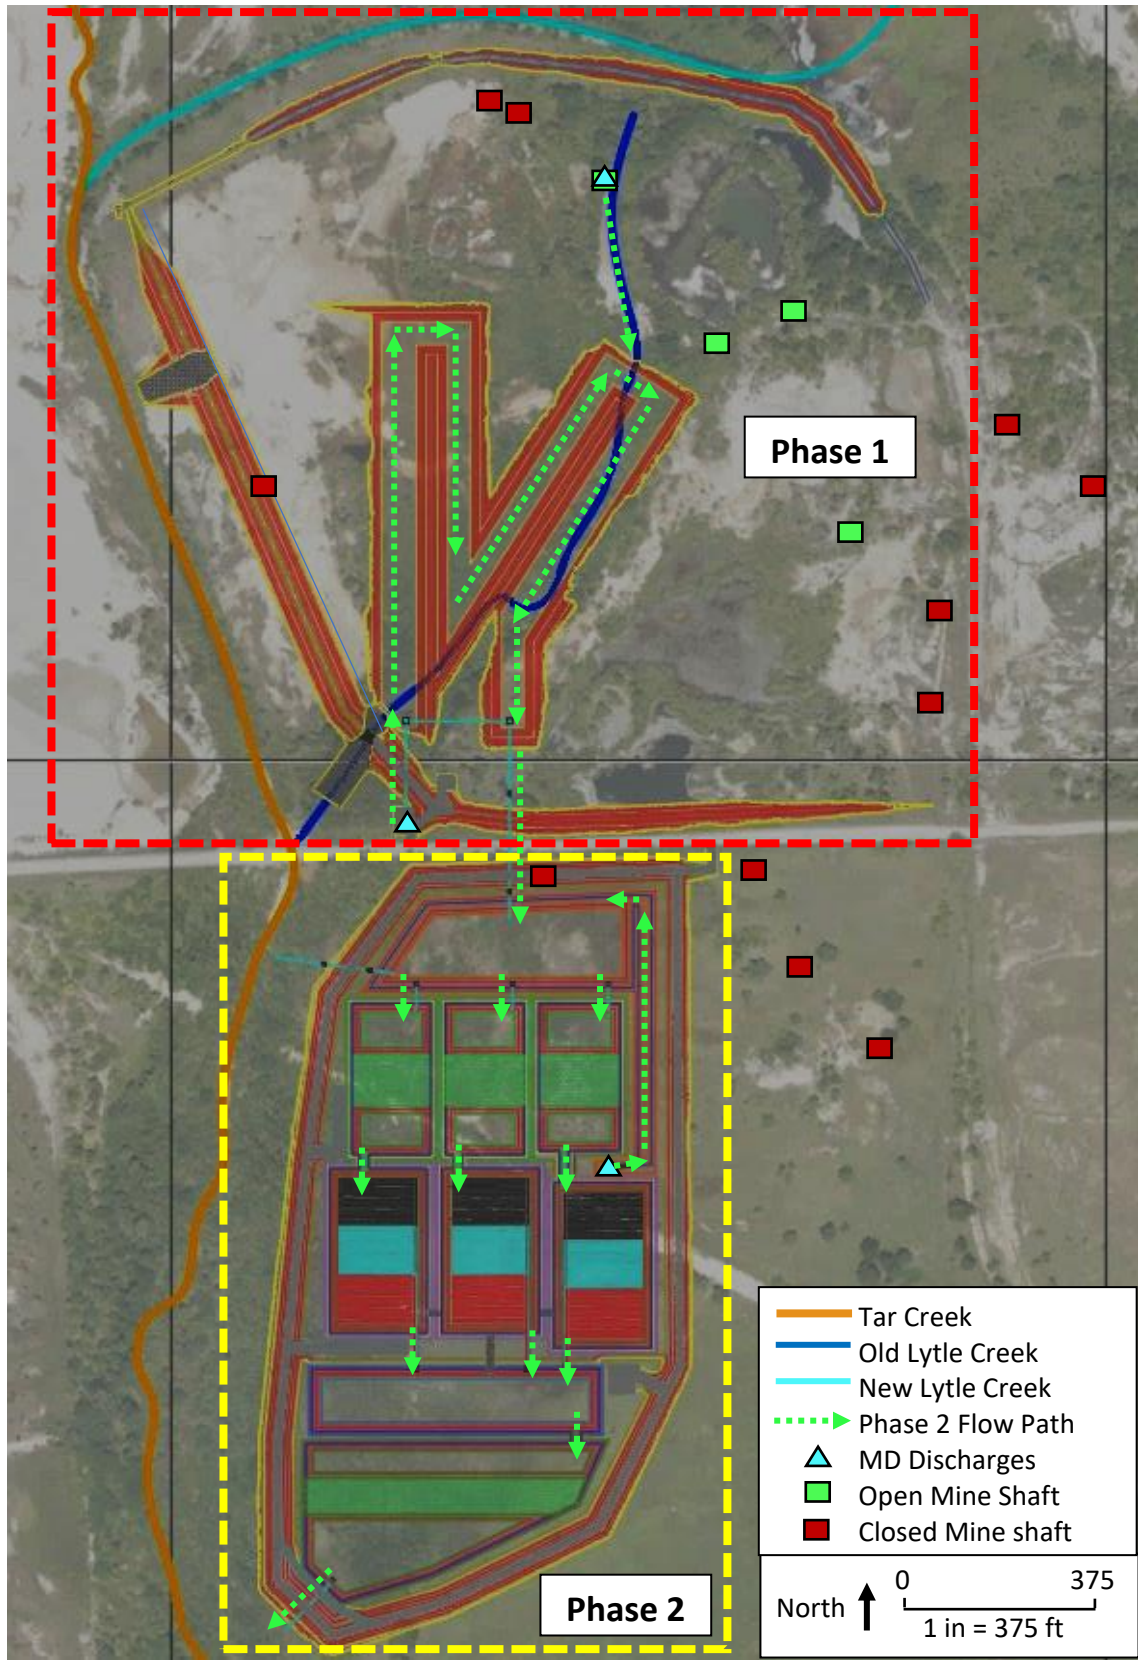 Phase 1
Tar Creek
Old Lytle Creek
New Lytle Creek
Phase 2 Flow Path
MD Discharges
Open Mine Shaft
Closed Mine shaft
Phase 2
North
0 375
1 in = 375 ft